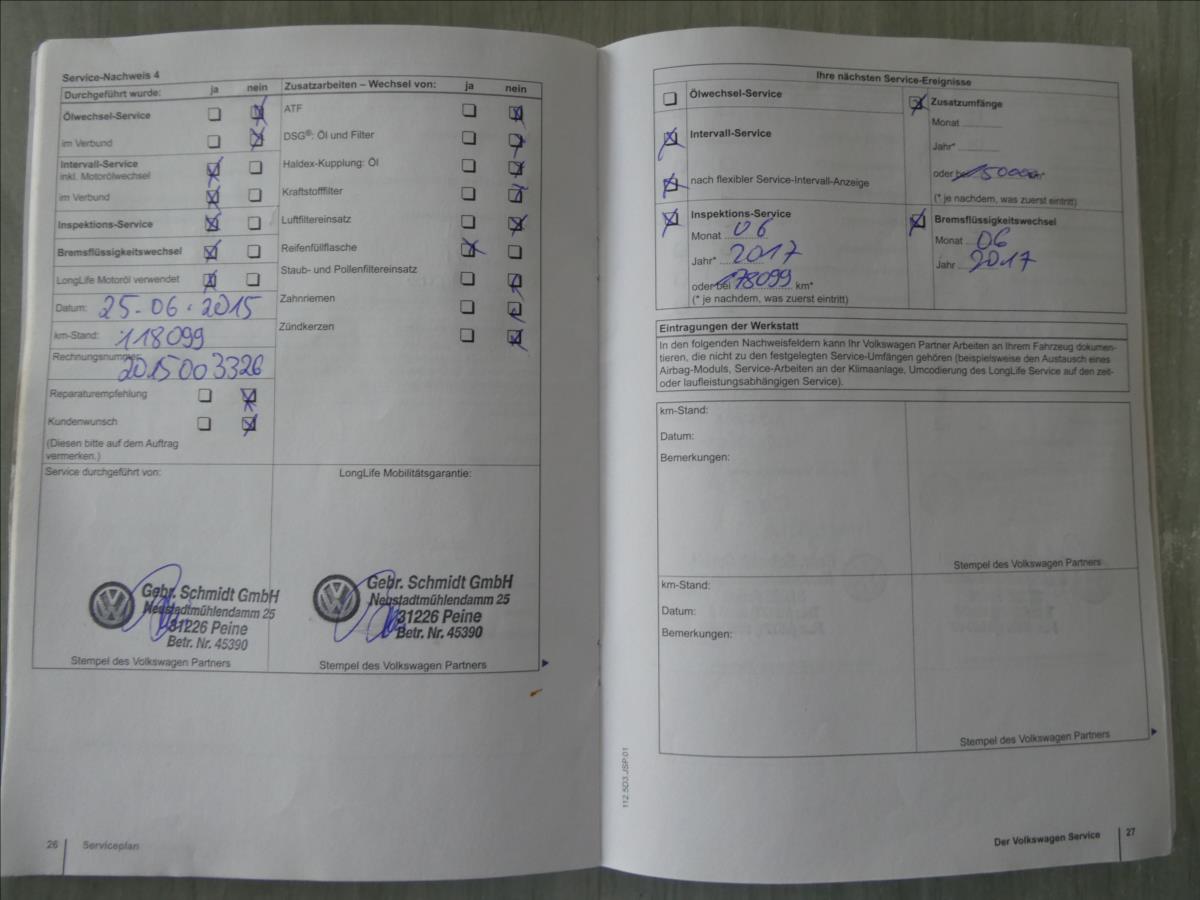 Service-Nachweis 4
Durchgeführt wurde: ja nein
Ölwechsel-Service
im Verbund
Intervall-Service
inkl. Motorölwechsel
im Verbund
Inspektions-Service
Bremsflüssigkeitswechsel
LongLife Motoröl verwendet
Datum: 25.06.2015
km-Stand: 118099
Rechnungsnummer
2015003326
Reparaturempfehlung
Kundenwunsch
(Diesen bitte auf dem Auftrag
vermerken.)
Zusatzarbeiten – Wechsel von: ja nein
ATF
DSG®: Öl und Filter
Haldex-Kupplung: Öl
Kraftstofffilter
Luftfiltereinsatz
Reifenfüllflasche
Staub- und Pollenfiltereinsatz
Zahnriemen
Zündkerzen
Service durchgeführt von:
Gebr. Schmidt GmbH
Neustadtmühlendamm 25
31226 Peine
Betr. Nr. 45390
Stempel des Volkswagen Partners
LongLife Mobilitätsgarantie:
Gebr. Schmidt GmbH
Neustadtmühlendamm 25
31226 Peine
Betr. Nr. 45390
Stempel des Volkswagen Partners
26 Serviceplan
Ihre nächsten Service-Ereignisse
Ölwechsel-Service
Intervall-Service
nach flexibler Service-Intervall-Anzeige
Inspektions-Service
Monat 06
Jahr* 2017
oder bei 178099 km*
(* je nachdem, was zuerst eintritt)
Zusatzumfänge
Monat
Jahr*
oder bei 150000
(* je nachdem, was zuerst eintritt)
Bremsflüssigkeitswechsel
Monat 06
Jahr 2017
Eintragungen der Werkstatt
In den folgenden Nachweisfeldern kann Ihr Volkswagen Partner Arbeiten an Ihrem Fahrzeug dokumen-
tieren, die nicht zu den festgelegten Service-Umfängen gehören (beispielsweise den Austausch eines
Airbag-Moduls, Service-Arbeiten an der Klimaanlage, Umcodierung des LongLife Service auf den zeit-
oder laufleistungsabhängigen Service).
km-Stand:
Datum:
Bemerkungen:
Stempel des Volkswagen Partners
km-Stand:
Datum:
Bemerkungen:
Stempel des Volkswagen Partners
112.5D3.JSP.01
Der Volkswagen Service 27